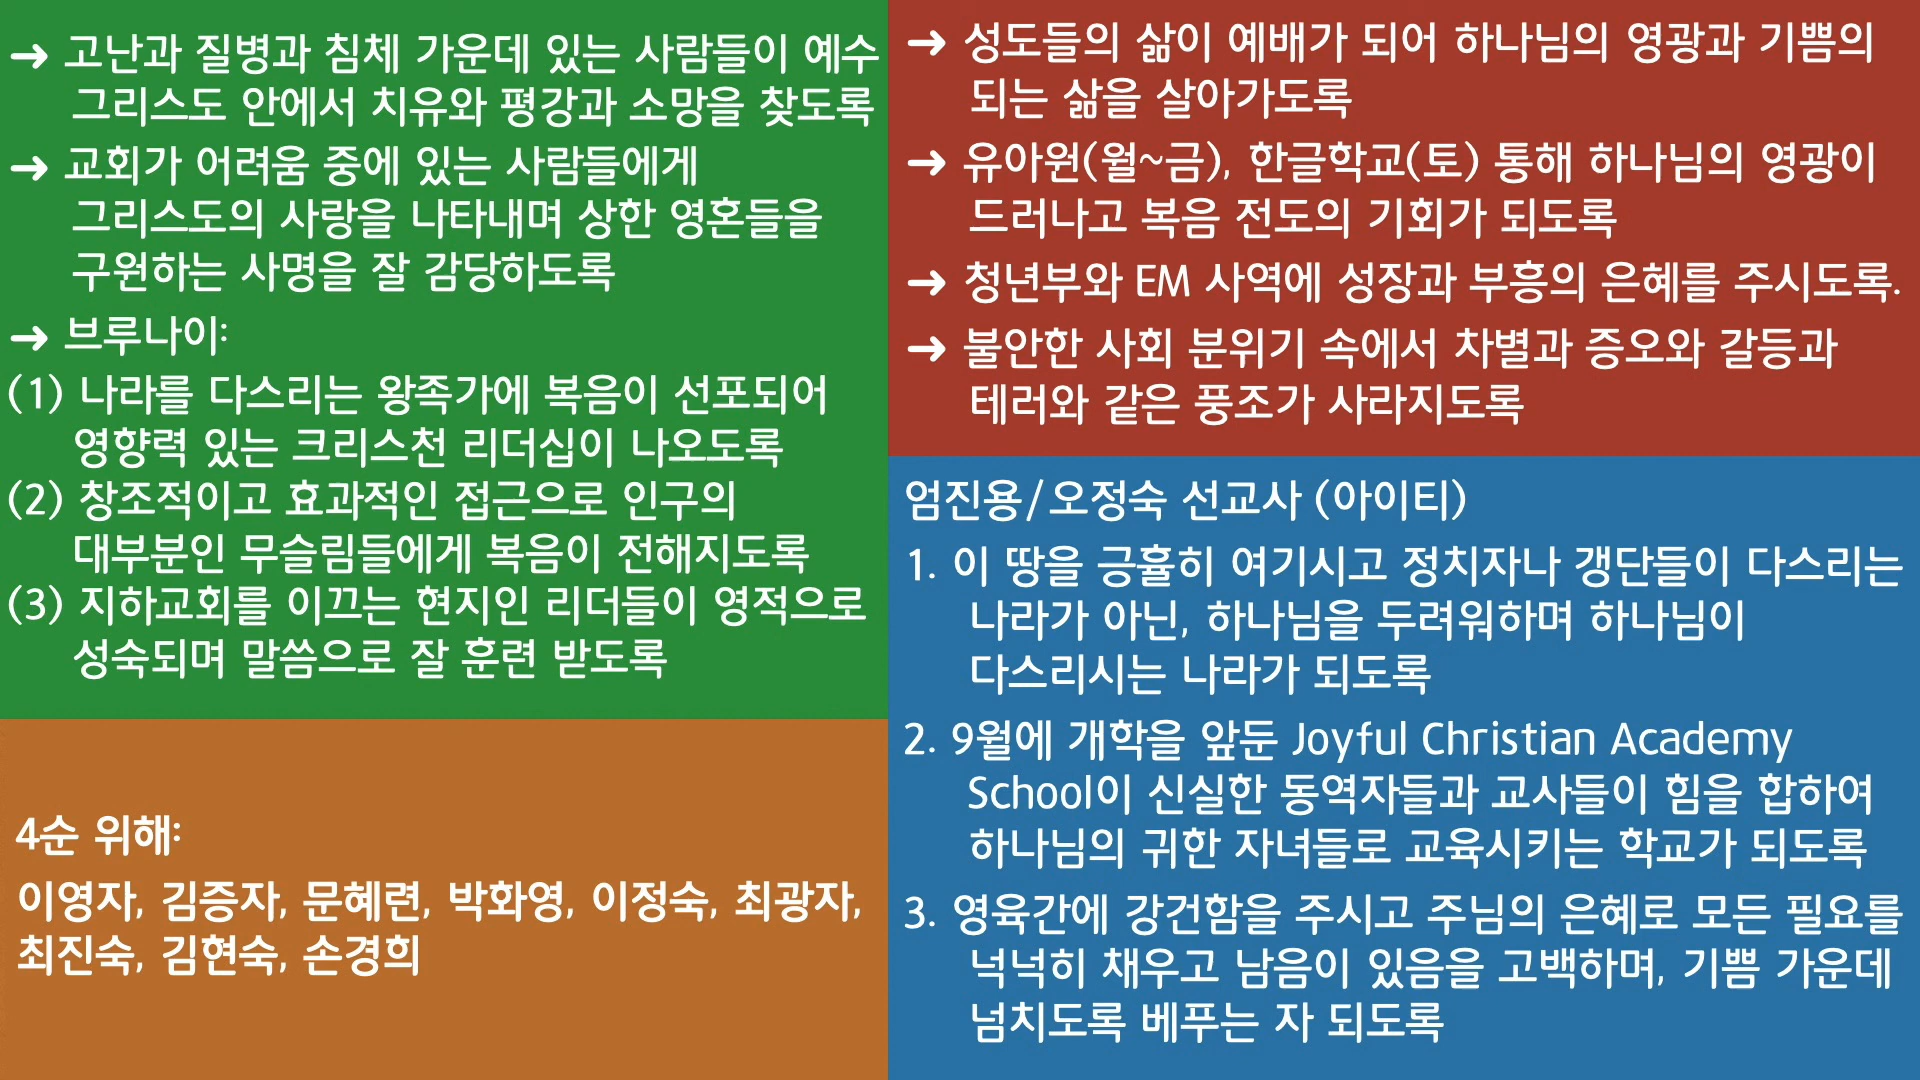 → 고난과 질병과 침체 가운데 있는 사람들이 예수
그리스도 안에서 치유와 평강과 소망을 찾도록
→ 교회가 어려움 중에 있는 사람들에게
그리스도의 사랑을 나타내며 상한 영혼들을
구원하는 사명을 잘 감당하도록
→ 브루나이:
(1) 나라를 다스리는 왕족가에 복음이 선포되어
영향력 있는 크리스천 리더십이 나오도록
(2) 창조적이고 효과적인 접근으로 인구의
대부분인 무슬림들에게 복음이 전해지도록
(3) 지하교회를 이끄는 현지인 리더들이 영적으로
성숙되며 말씀으로 잘 훈련 받도록
4순 위해:
이영자, 김증자, 문혜련, 박화영, 이정숙, 최광자,
최진숙, 김현숙, 손경희
→ 성도들의 삶이 예배가 되어 하나님의 영광과 기쁨의
되는 삶을 살아가도록
→ 유아원(월~금), 한글학교(토) 통해 하나님의 영광이
드러나고 복음 전도의 기회가 되도록
→ 청년부와 EM 사역에 성장과 부흥의 은혜를 주시도록.
→ 불안한 사회 분위기 속에서 차별과 증오와 갈등과
테러와 같은 풍조가 사라지도록
엄진용/오정숙 선교사 (아이티)
1. 이 땅을 긍휼히 여기시고 정치자나 갱단들이 다스리는
나라가 아닌, 하나님을 두려워하며 하나님이
다스리시는 나라가 되도록
2. 9월에 개학을 앞둔 Joyful Christian Academy
School이 신실한 동역자들과 교사들이 힘을 합하여
하나님의 귀한 자녀들로 교육시키는 학교가 되도록
3. 영육간에 강건함을 주시고 주님의 은혜로 모든 필요를
넉넉히 채우고 남음이 있음을 고백하며, 기쁨 가운데
넘치도록 베푸는 자 되도록